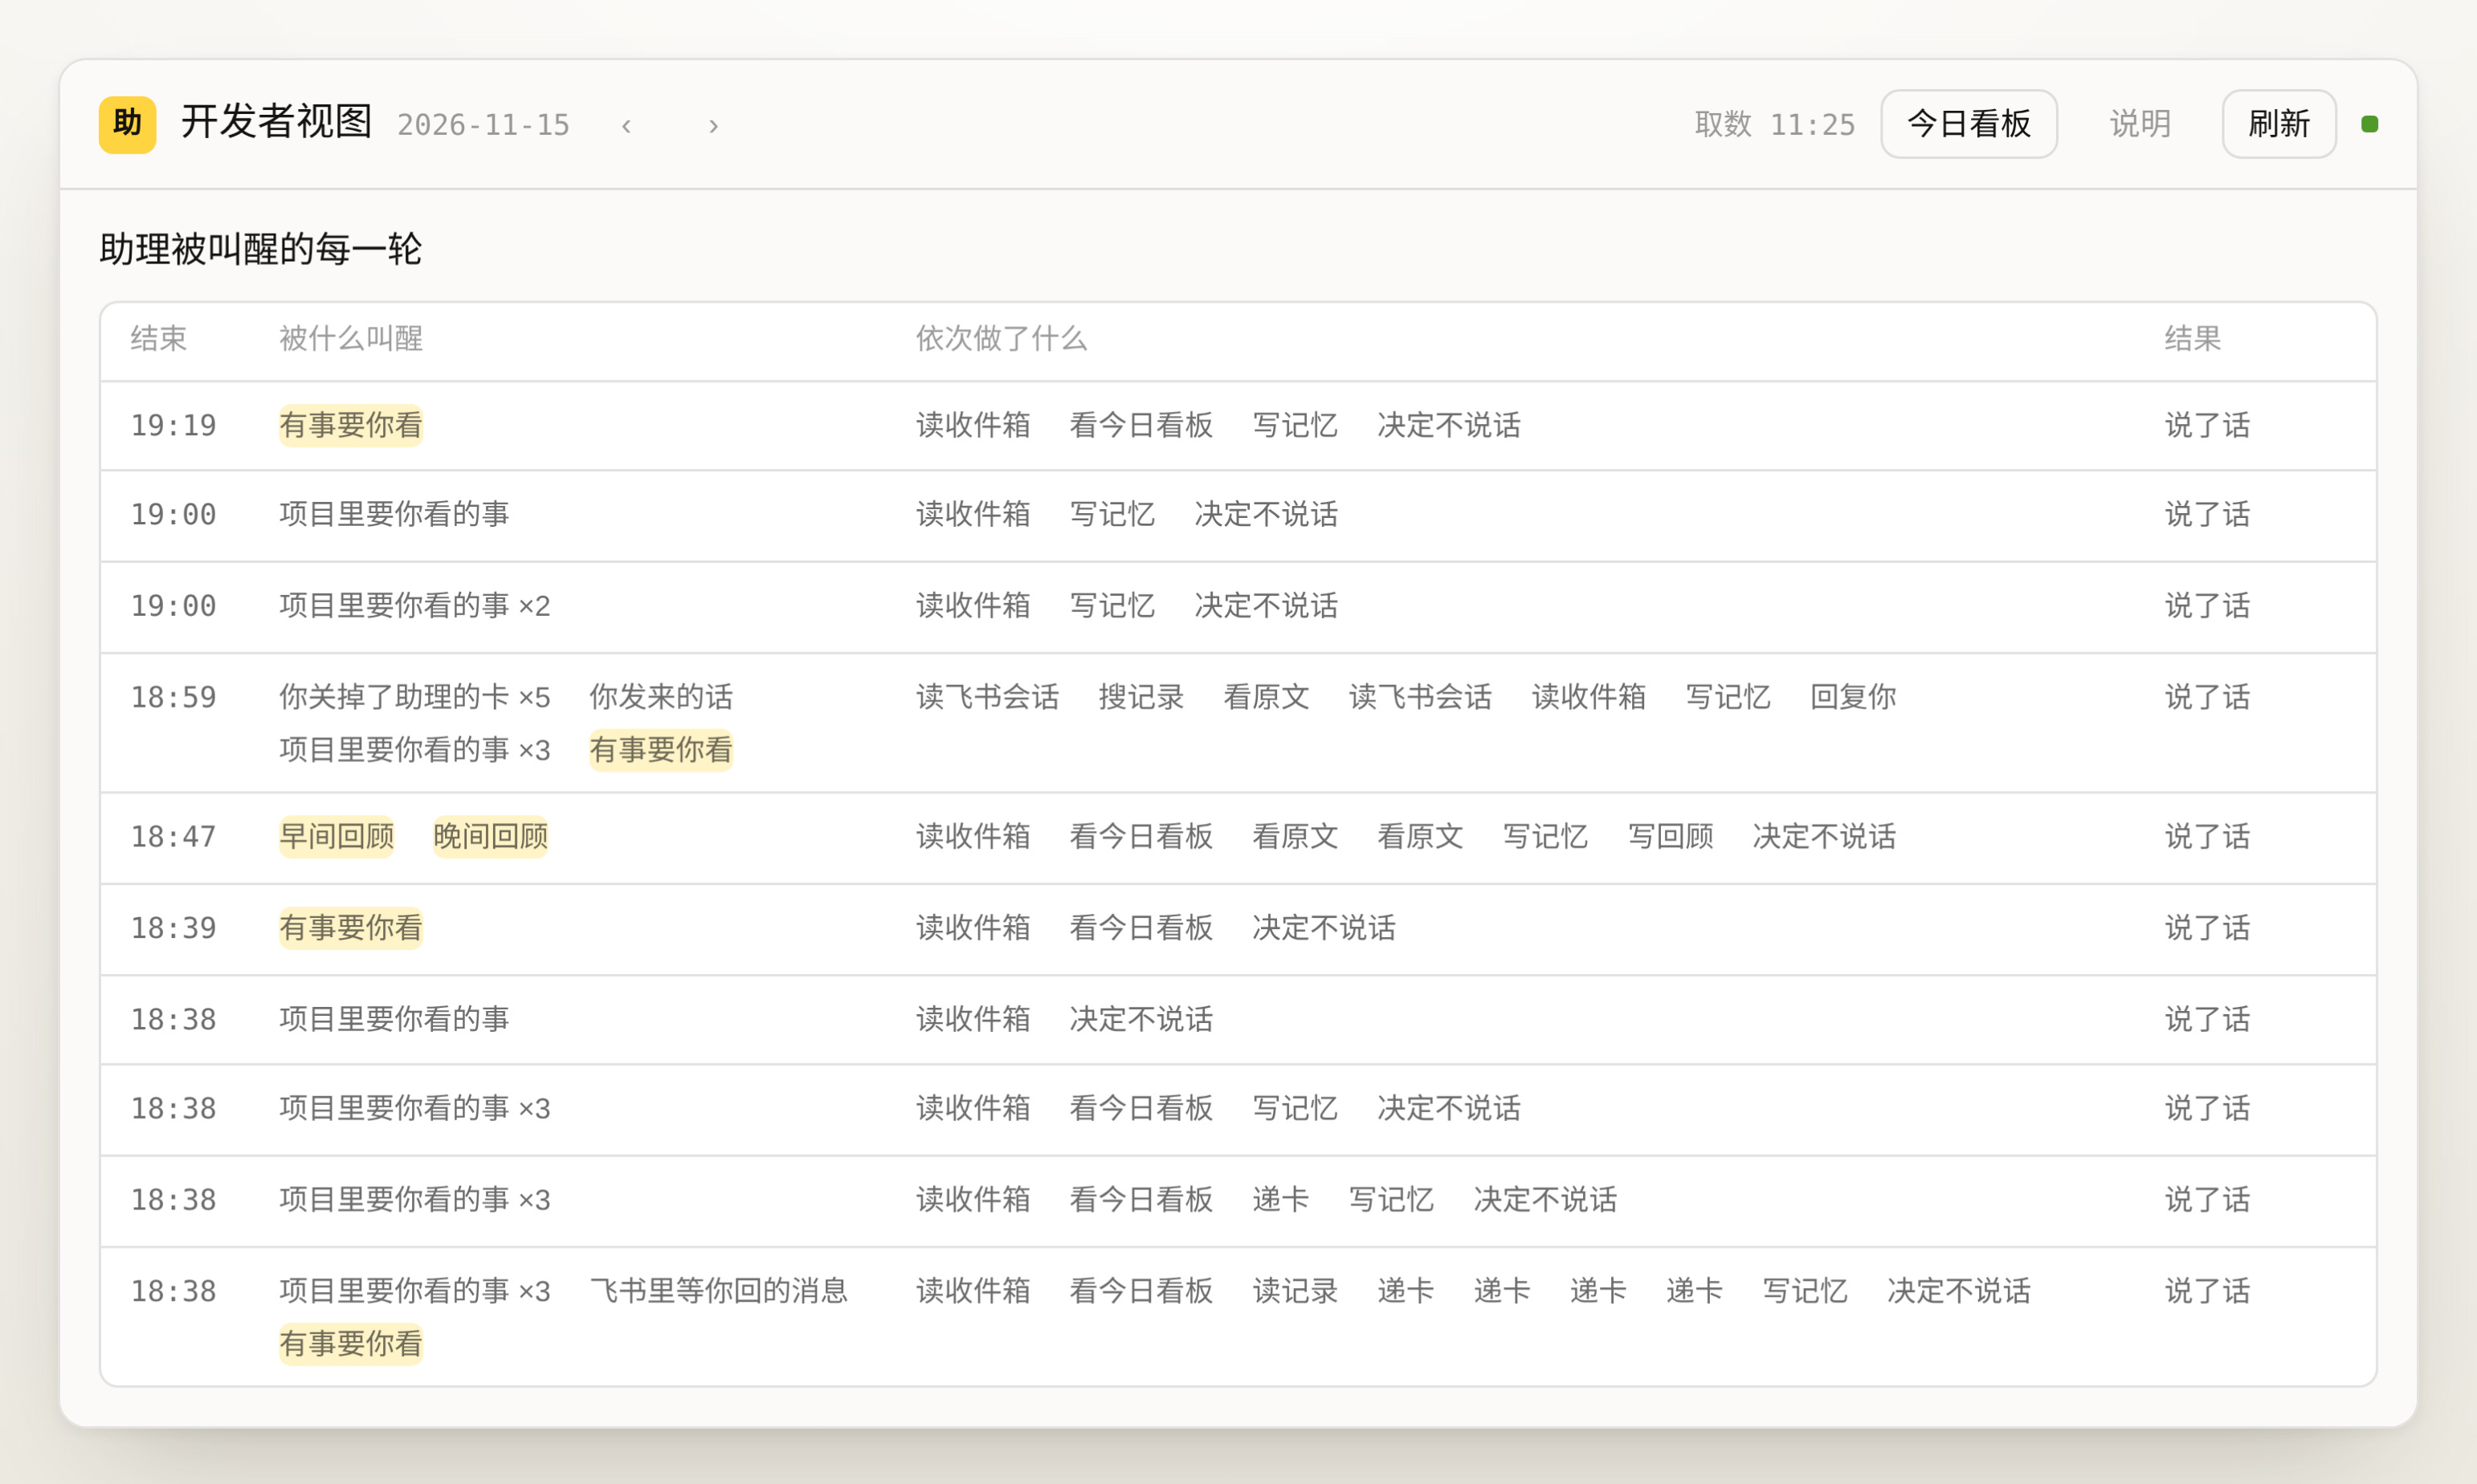 助 开发者视图 2026-11-15 ‹ › 取数 11:25 今日看板 说明 刷新
助理被叫醒的每一轮
结束 被什么叫醒 依次做了什么 结果
19:19 有事要你看 读收件箱 看今日看板 写记忆 决定不说话 说了话
19:00 项目里要你看的事 读收件箱 写记忆 决定不说话 说了话
19:00 项目里要你看的事 ×2 读收件箱 写记忆 决定不说话 说了话
18:59 你关掉了助理的卡 ×5 你发来的话 读飞书会话 搜记录 看原文 读飞书会话 读收件箱 写记忆 回复你 说了话
项目里要你看的事 ×3 有事要你看
18:47 早间回顾 晚间回顾 读收件箱 看今日看板 看原文 看原文 写记忆 写回顾 决定不说话 说了话
18:39 有事要你看 读收件箱 看今日看板 决定不说话 说了话
18:38 项目里要你看的事 读收件箱 决定不说话 说了话
18:38 项目里要你看的事 ×3 读收件箱 看今日看板 写记忆 决定不说话 说了话
18:38 项目里要你看的事 ×3 读收件箱 看今日看板 递卡 写记忆 决定不说话 说了话
18:38 项目里要你看的事 ×3 飞书里等你回的消息 读收件箱 看今日看板 读记录 递卡 递卡 递卡 递卡 写记忆 决定不说话 说了话
有事要你看